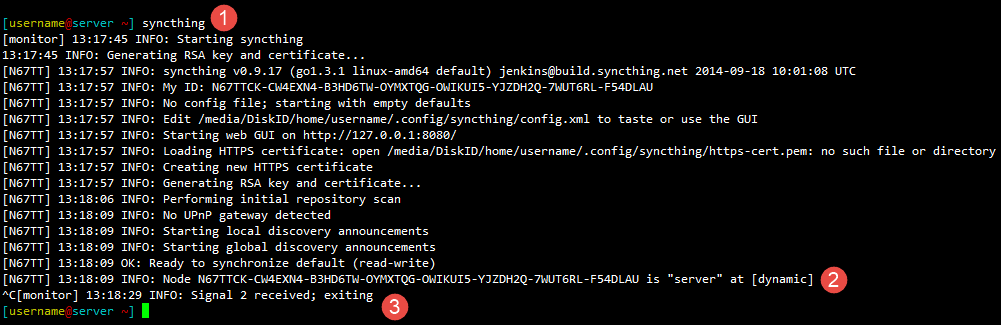 [username@server ~] syncthing 1
[monitor] 13:17:45 INFO: Starting syncthing
13:17:45 INFO: Generating RSA key and certificate...
[N67TT] 13:17:57 INFO: syncthing v0.9.17 (go1.3.1 linux-amd64 default) jenkins@build.syncthing.net 2014-09-18 10:01:08 UTC
[N67TT] 13:17:57 INFO: My ID: N67TTCK-CW4EXN4-B3HD6TW-OYMXTQG-OWIKUI5-YJZDH2Q-7WUT6RL-F54DLAU
[N67TT] 13:17:57 INFO: No config file; starting with empty defaults
[N67TT] 13:17:57 INFO: Edit /media/DiskID/home/username/.config/syncthing/config.xml to taste or use the GUI
[N67TT] 13:17:57 INFO: Starting web GUI on http://127.0.0.1:8080/
[N67TT] 13:17:57 INFO: Loading HTTPS certificate: open /media/DiskID/home/username/.config/syncthing/https-cert.pem: no such file or directory
[N67TT] 13:17:57 INFO: Creating new HTTPS certificate
[N67TT] 13:17:57 INFO: Generating RSA key and certificate...
[N67TT] 13:18:06 INFO: Performing initial repository scan
[N67TT] 13:18:09 INFO: No UPnP gateway detected
[N67TT] 13:18:09 INFO: Starting local discovery announcements
[N67TT] 13:18:09 INFO: Starting global discovery announcements
[N67TT] 13:18:09 OK: Ready to synchronize default (read-write)
[N67TT] 13:18:09 INFO: Node N67TTCK-CW4EXN4-B3HD6TW-OYMXTQG-OWIKUI5-YJZDH2Q-7WUT6RL-F54DLAU is "server" at [dynamic] 2
^C[monitor] 13:18:29 INFO: Signal 2 received; exiting 3
[username@server ~]